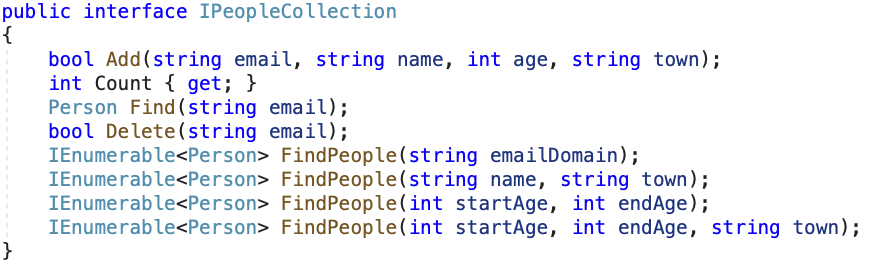 public interface IPeopleCollection
{
    bool Add(string email, string name, int age, string town);
    int Count { get; }
    Person Find(string email);
    bool Delete(string email);
    IEnumerable<Person> FindPeople(string emailDomain);
    IEnumerable<Person> FindPeople(string name, string town);
    IEnumerable<Person> FindPeople(int startAge, int endAge);
    IEnumerable<Person> FindPeople(int startAge, int endAge, string town);
}